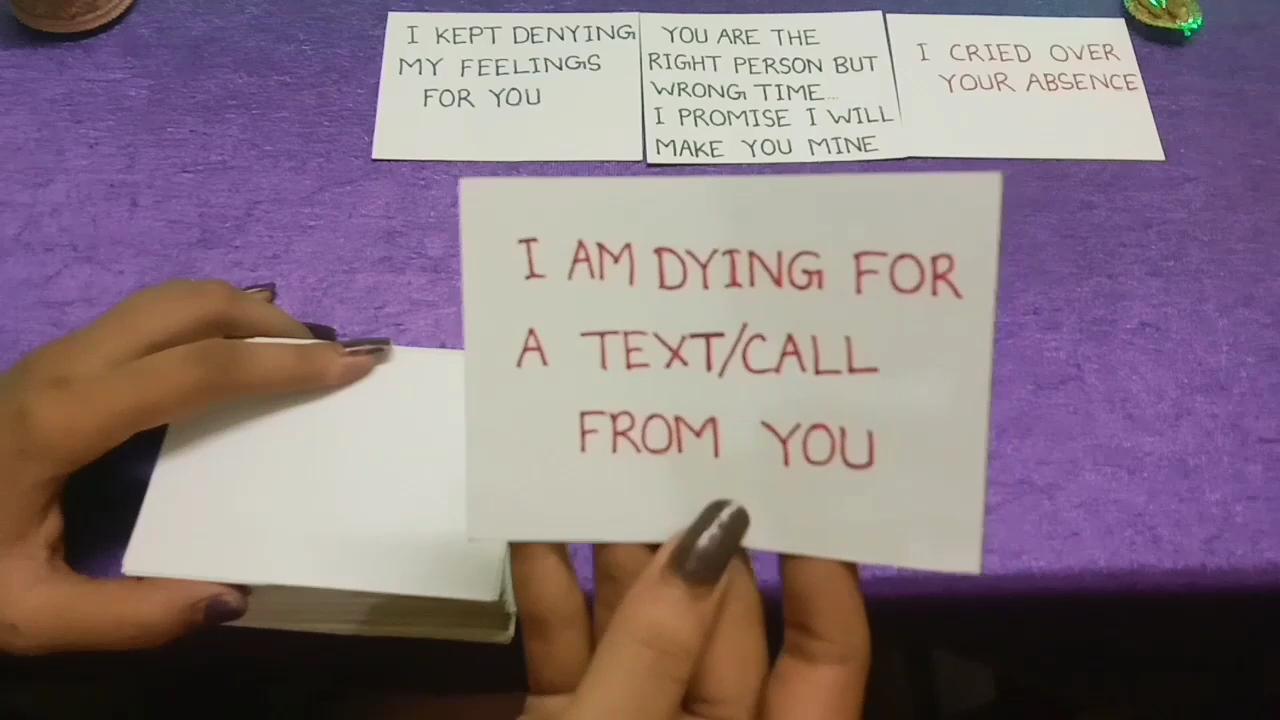 I KEPT DENYING
MY FEELINGS
FOR YOU
YOU ARE THE
RIGHT PERSON BUT
WRONG TIME...
I PROMISE I WILL
MAKE YOU MINE
I CRIED OVER
YOUR ABSENCE
I AM DYING FOR
A TEXT/CALL
FROM YOU